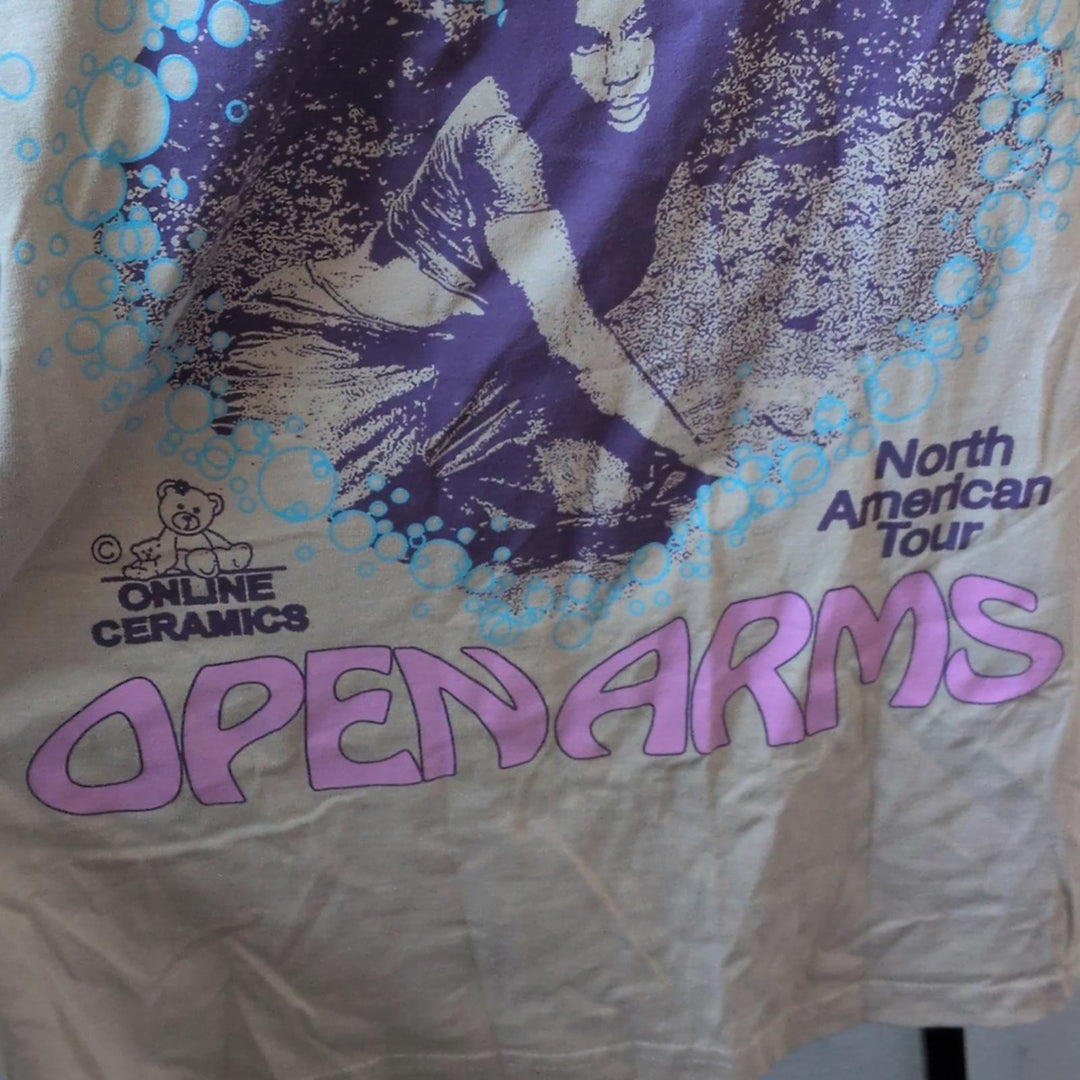 North
American
Tour
©
ONLINE
CERAMICS
OPEN ARMS